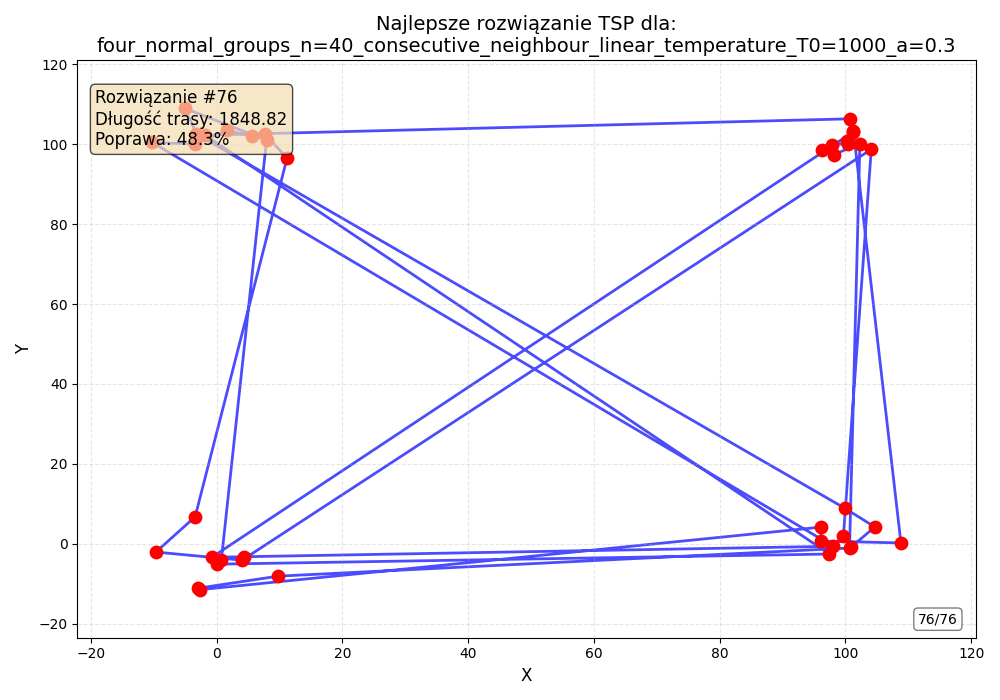 Najlepsze rozwiązanie TSP dla:
four_normal_groups_n=40_consecutive_neighbour_linear_temperature_T0=1000_a=0.3
Rozwiązanie #76
Długość trasy: 1848.82
Poprawa: 48.3%
120
100
80
60
40
20
0
−20
Y
76/76
−20
0
20
40
60
80
100
120
X